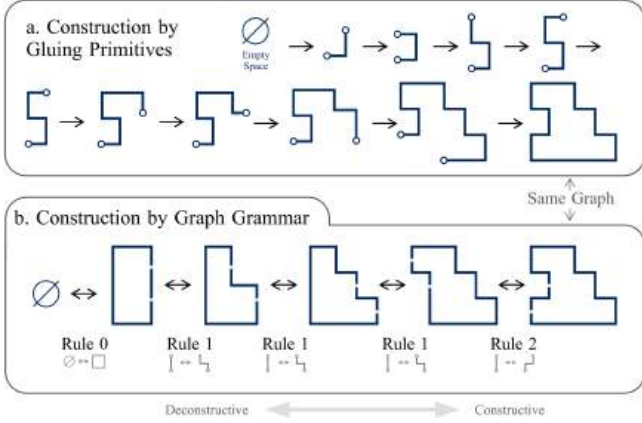 a. Construction by
Gluing Primitives
∅
Empty
Space
Same Graph
b. Construction by Graph Grammar
∅
Rule 0
Rule 1
Rule 1
Rule 1
Rule 2
∅ ↔ □
Deconstructive
Constructive